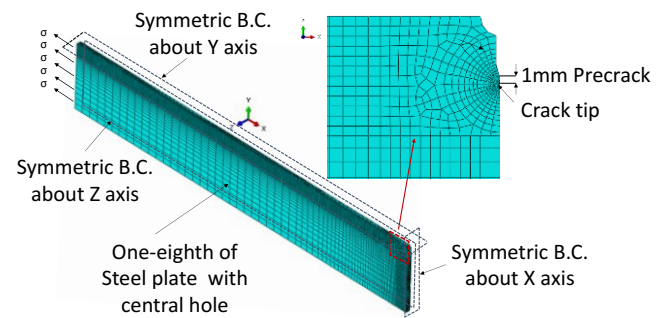 Symmetric B.C.
about Y axis
σ
σ
σ
σ
σ
Y
X
1mm Precrack
Crack tip
Symmetric B.C.
about Z axis
One-eighth of
Steel plate with
central hole
Symmetric B.C.
about X axis